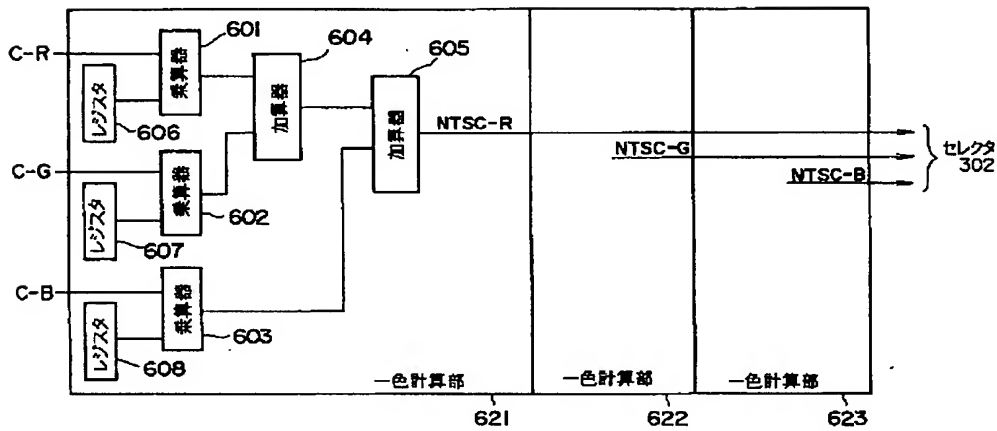 601
C-R
乗算器
604
605
レジスタ
加算器
加算器
606
NTSC-R
セレクタ
302
C-G
乗算器
NTSC-G
レジスタ
602
NTSC-B
607
C-B
乗算器
レジスタ
603
608
一色計算部
一色計算部
一色計算部
621
622
623